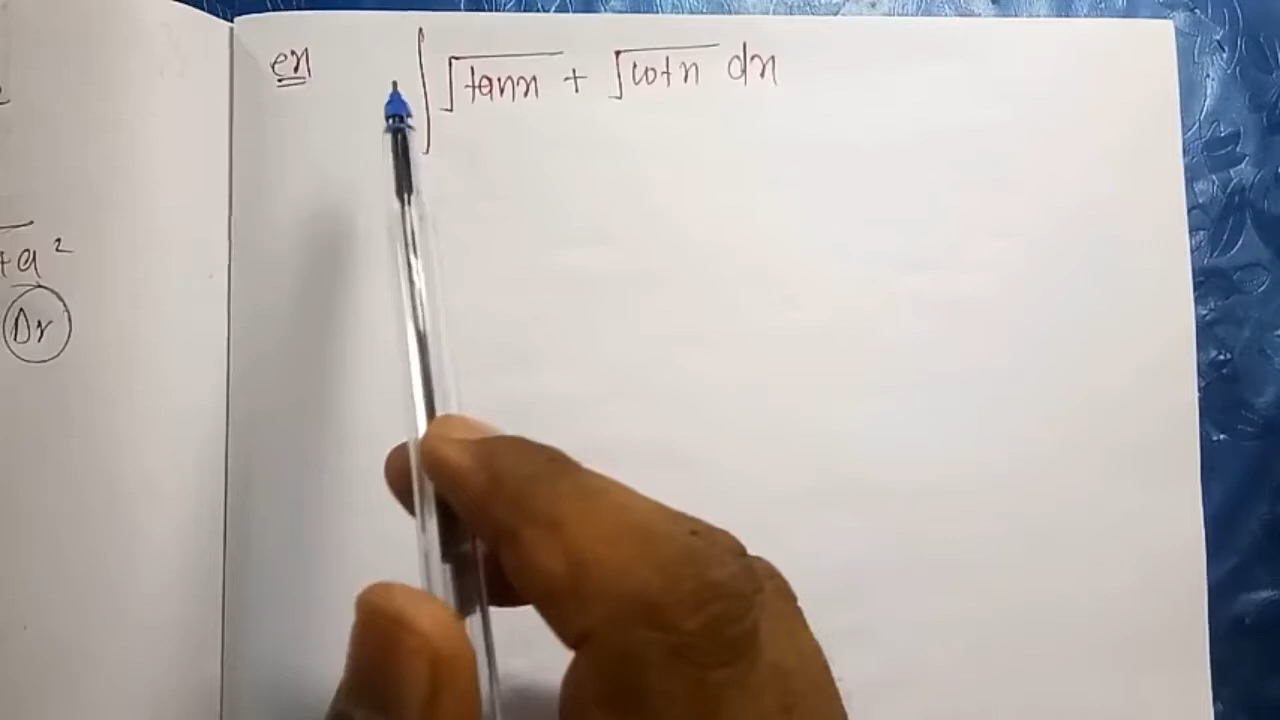 +a²
Dr
ex
∫ √tanx + √cotx dx